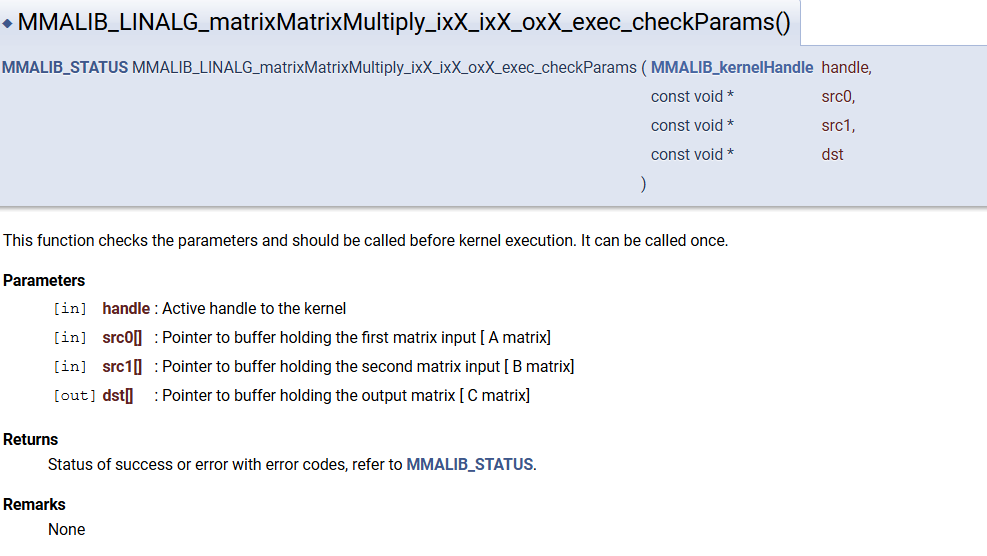 MMALIB_LINALG_matrixMatrixMultiply_ixX_ixX_oxX_exec_checkParams()
MMALIB_STATUS MMALIB_LINALG_matrixMatrixMultiply_ixX_ixX_oxX_exec_checkParams ( MMALIB_kernelHandle handle,
const void * src0,
const void * src1,
const void * dst
)
This function checks the parameters and should be called before kernel execution. It can be called once.
Parameters
[in] handle : Active handle to the kernel
[in] src0[] : Pointer to buffer holding the first matrix input [ A matrix]
[in] src1[] : Pointer to buffer holding the second matrix input [ B matrix]
[out] dst[] : Pointer to buffer holding the output matrix [ C matrix]
Returns
Status of success or error with error codes, refer to MMALIB_STATUS.
Remarks
None